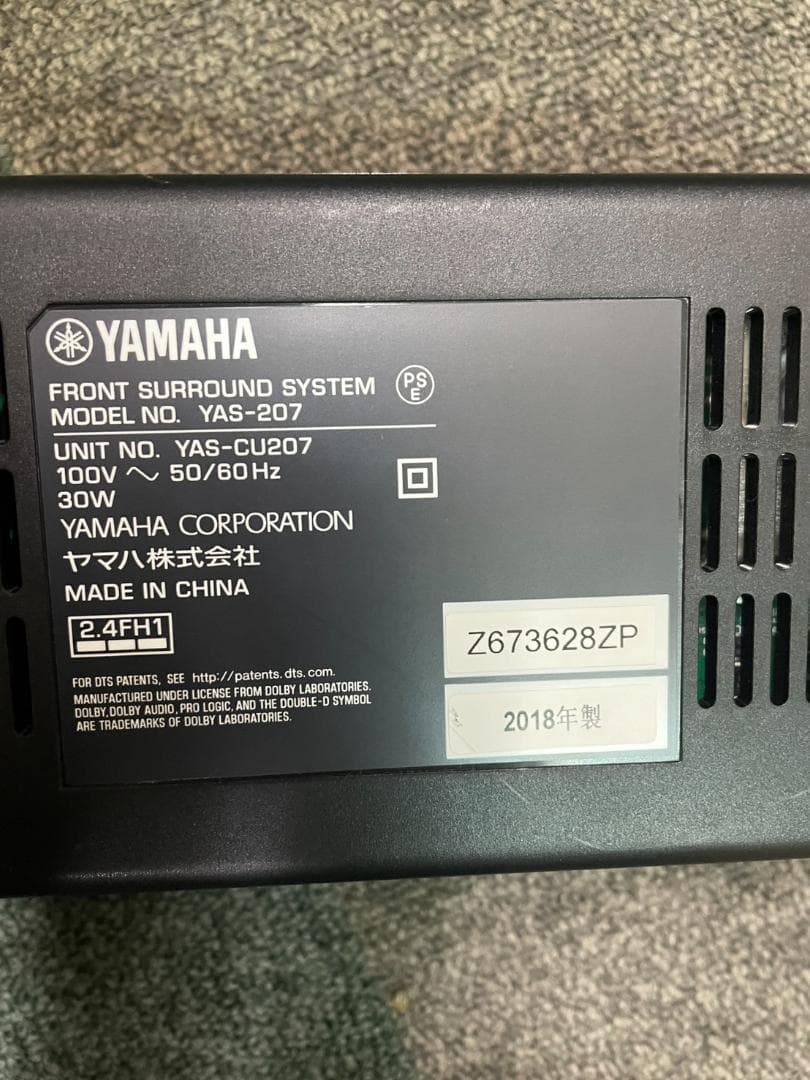 YAMAHA
FRONT SURROUND SYSTEM
PS
E
MODEL NO. YAS-207
UNIT NO. YAS-CU207
100V ～ 50/60Hz
30W
YAMAHA CORPORATION
ヤマハ株式会社
MADE IN CHINA
2.4FH1
FOR DTS PATENTS, SEE http://patents.dts.com.
MANUFACTURED UNDER LICENSE FROM DOLBY LABORATORIES.
DOLBY, DOLBY AUDIO, PRO LOGIC, AND THE DOUBLE-D SYMBOL
ARE TRADEMARKS OF DOLBY LABORATORIES.
Z673628ZP
2018年製